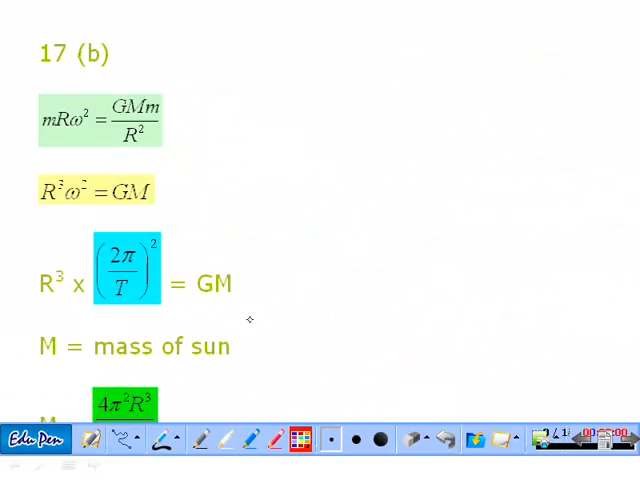 17 (b)
mRω² = GMm / R²
R³ω² = GM
R³ x (2π / T)² = GM
M = mass of sun
4π²R³
Edu Pen